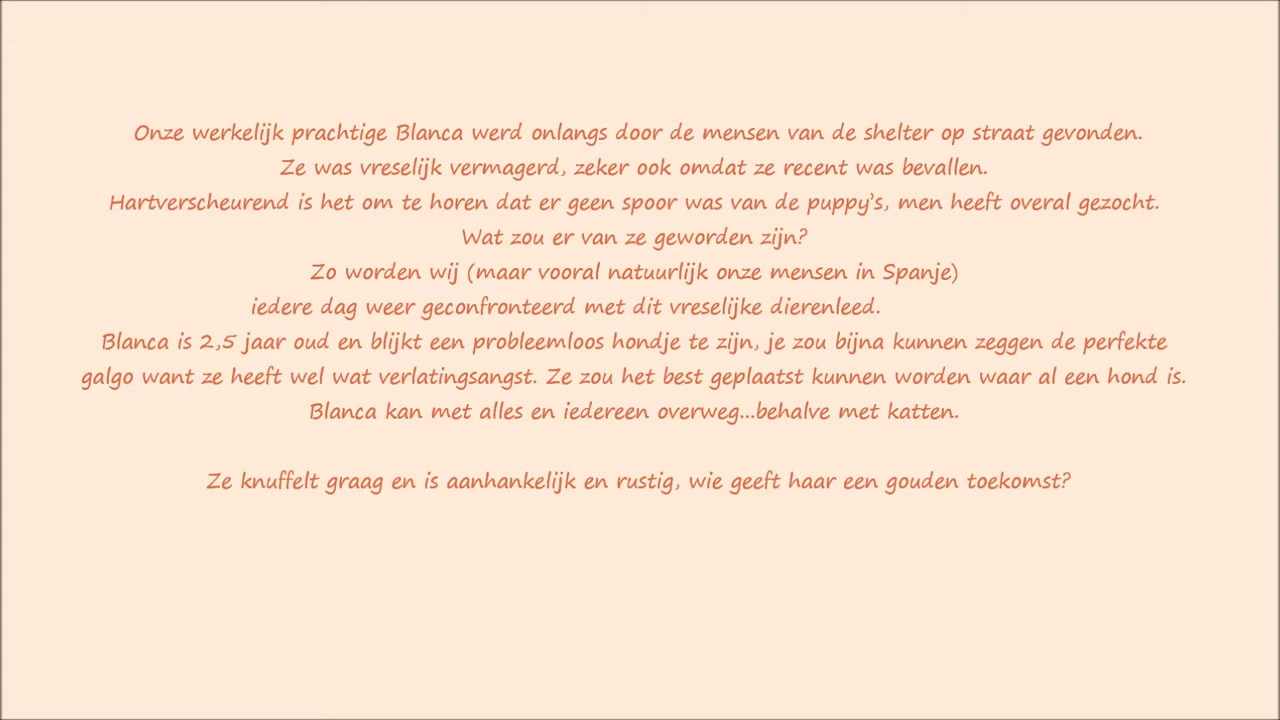 Onze werkelijk prachtige Blanca werd onlangs door de mensen van de shelter op straat gevonden.
Ze was vreselijk vermagerd, zeker ook omdat ze recent was bevallen.
Hartverscheurend is het om te horen dat er geen spoor was van de puppy's, men heeft overal gezocht.
Wat zou er van ze geworden zijn?
Zo worden wij (maar vooral natuurlijk onze mensen in Spanje)
iedere dag weer geconfronteerd met dit vreselijke dierenleed.
Blanca is 2,5 jaar oud en blijkt een probleemloos hondje te zijn, je zou bijna kunnen zeggen de perfekte
galgo want ze heeft wel wat verlatingsangst. Ze zou het best geplaatst kunnen worden waar al een hond is.
Blanca kan met alles en iedereen overweg...behalve met katten.
Ze knuffelt graag en is aanhankelijk en rustig, wie geeft haar een gouden toekomst?